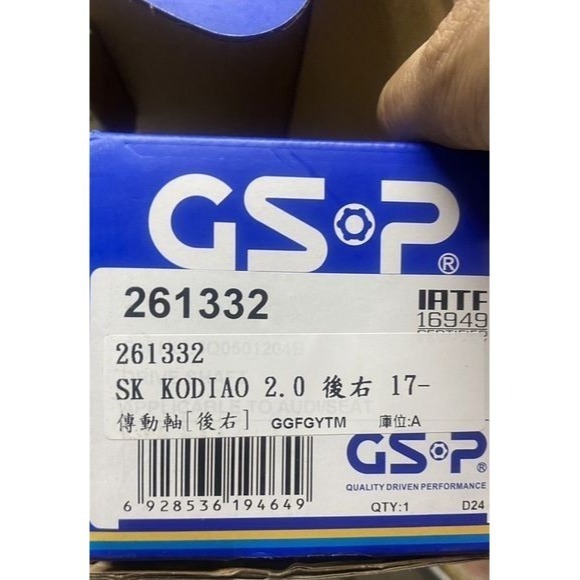 GSP®
261332
IATF
16949
261332
SK KODIAO 2.0 後右 17-
傳動軸[後右] GGFGYTM 庫位:A
GSP®
QUALITY DRIVEN PERFORMANCE
6 928536 194649
QTY:1 D24